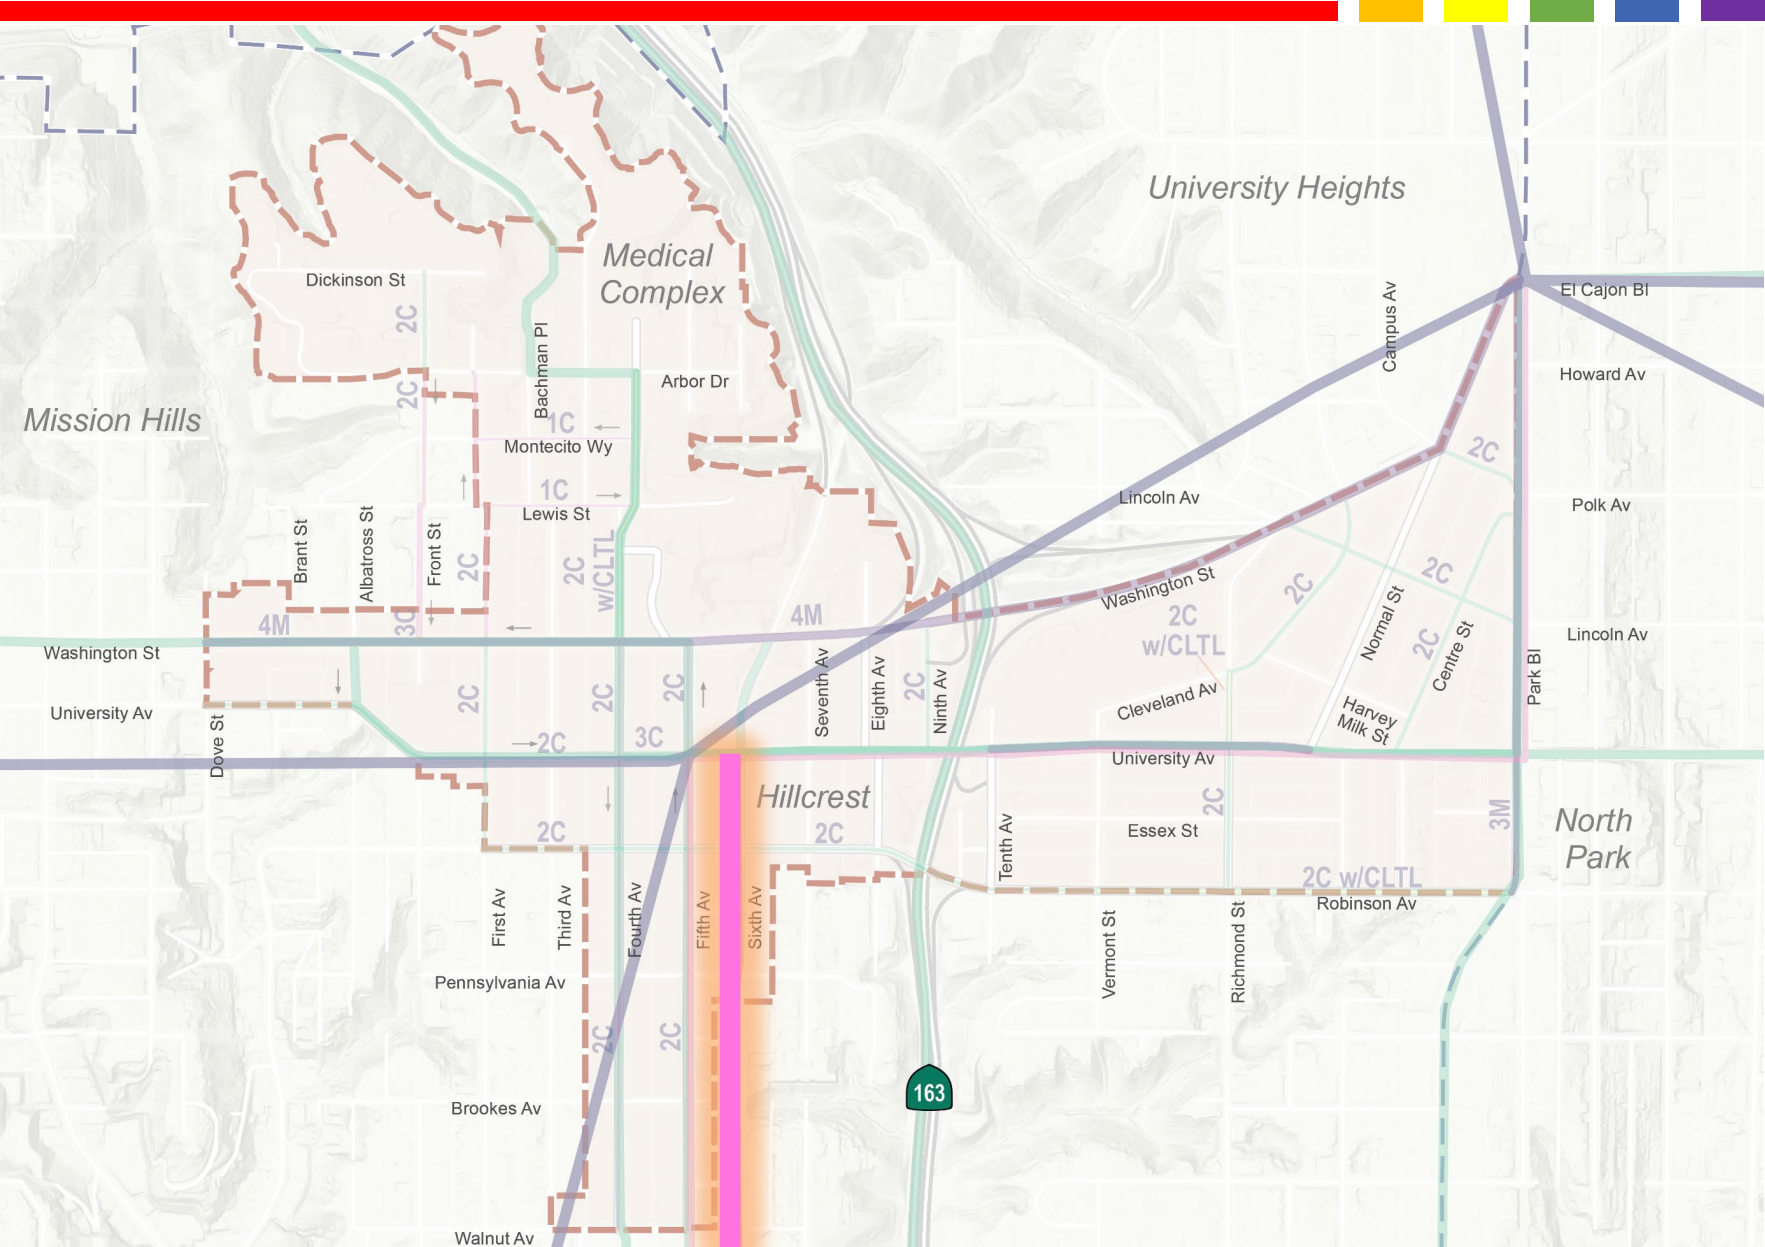 University Heights
Medical
Complex
Dickinson St
El Cajon Bl
Campus Av
2C
Bachman Pl
Arbor Dr
Howard Av
2C
Mission Hills
1C
Montecito Wy
2C
1C
Lincoln Av
Polk Av
Lewis St
Brant St
Albatross St
Front St
2C
2C
w/CLTL
2C
2C
Washington St
4M
3C
4M
2C
w/CLTL
Normal St
2C
Centre St
Lincoln Av
Washington St
2C
2C
2C
Seventh Av
Eighth Av
2C
Ninth Av
Cleveland Av
Park Bl
University Av
Harvey
Milk St
Dove St
2C
3C
University Av
Hillcrest
2C
3M
2C
2C
Essex St
North
Park
Tenth Av
2C w/CLTL
Robinson Av
First Av
Third Av
Fourth Av
Fifth Av
Sixth Av
Vermont St
Richmond St
Pennsylvania Av
2C
2C
163
Brookes Av
Walnut Av